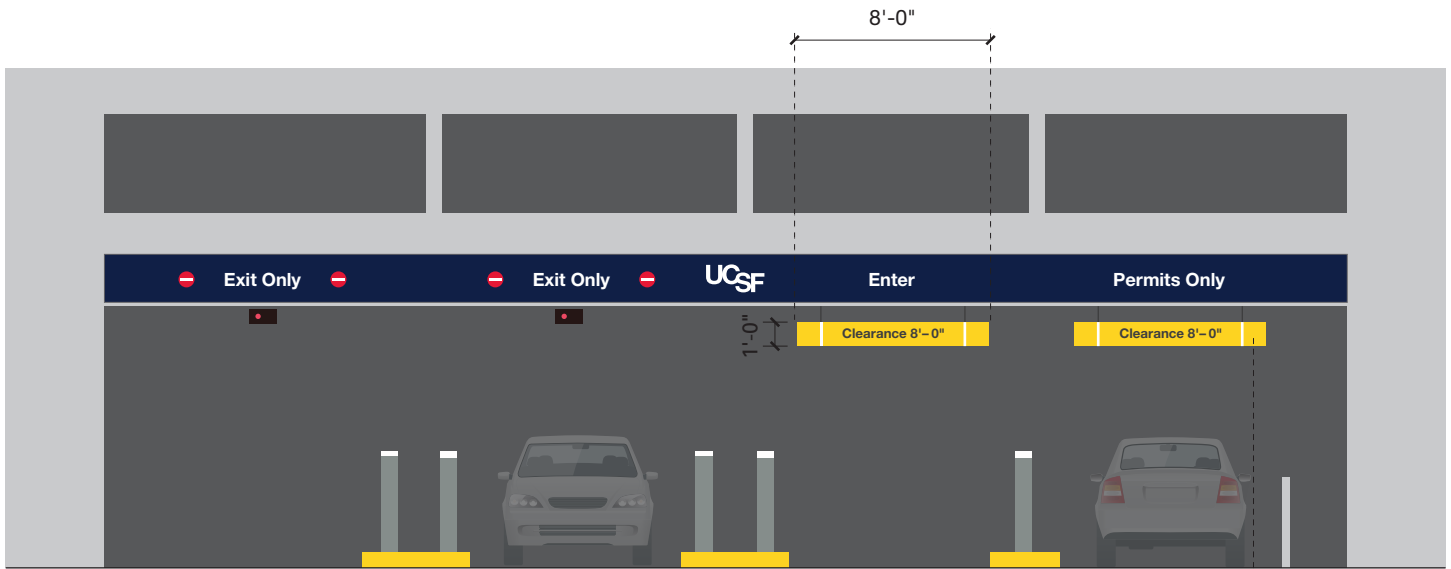 8'-0"
Exit Only
Exit Only
UCSF
Enter
Permits Only
1'-0"
Clearance 8'–0"
Clearance 8'–0"